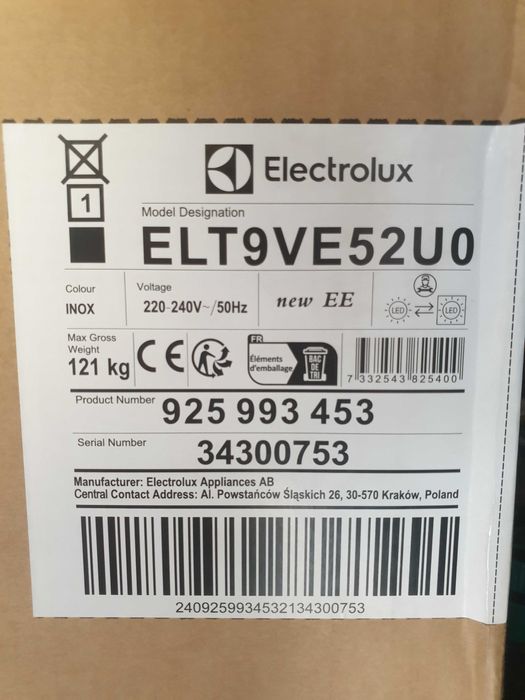 Electrolux
1
Model Designation
ELT9VE52U0
Colour
INOX
Voltage
220-240V~/50Hz
new EE
LED
LED
Max Gross
Weight
121 kg
CE
FR
Éléments
d'emballage
BAC
DE
TRI
7 332543 825400
Product Number
925 993 453
Serial Number
34300753
Manufacturer: Electrolux Appliances AB
Central Contact Address: Al. Powstańców Śląskich 26, 30-570 Kraków, Poland
2409259934532134300753